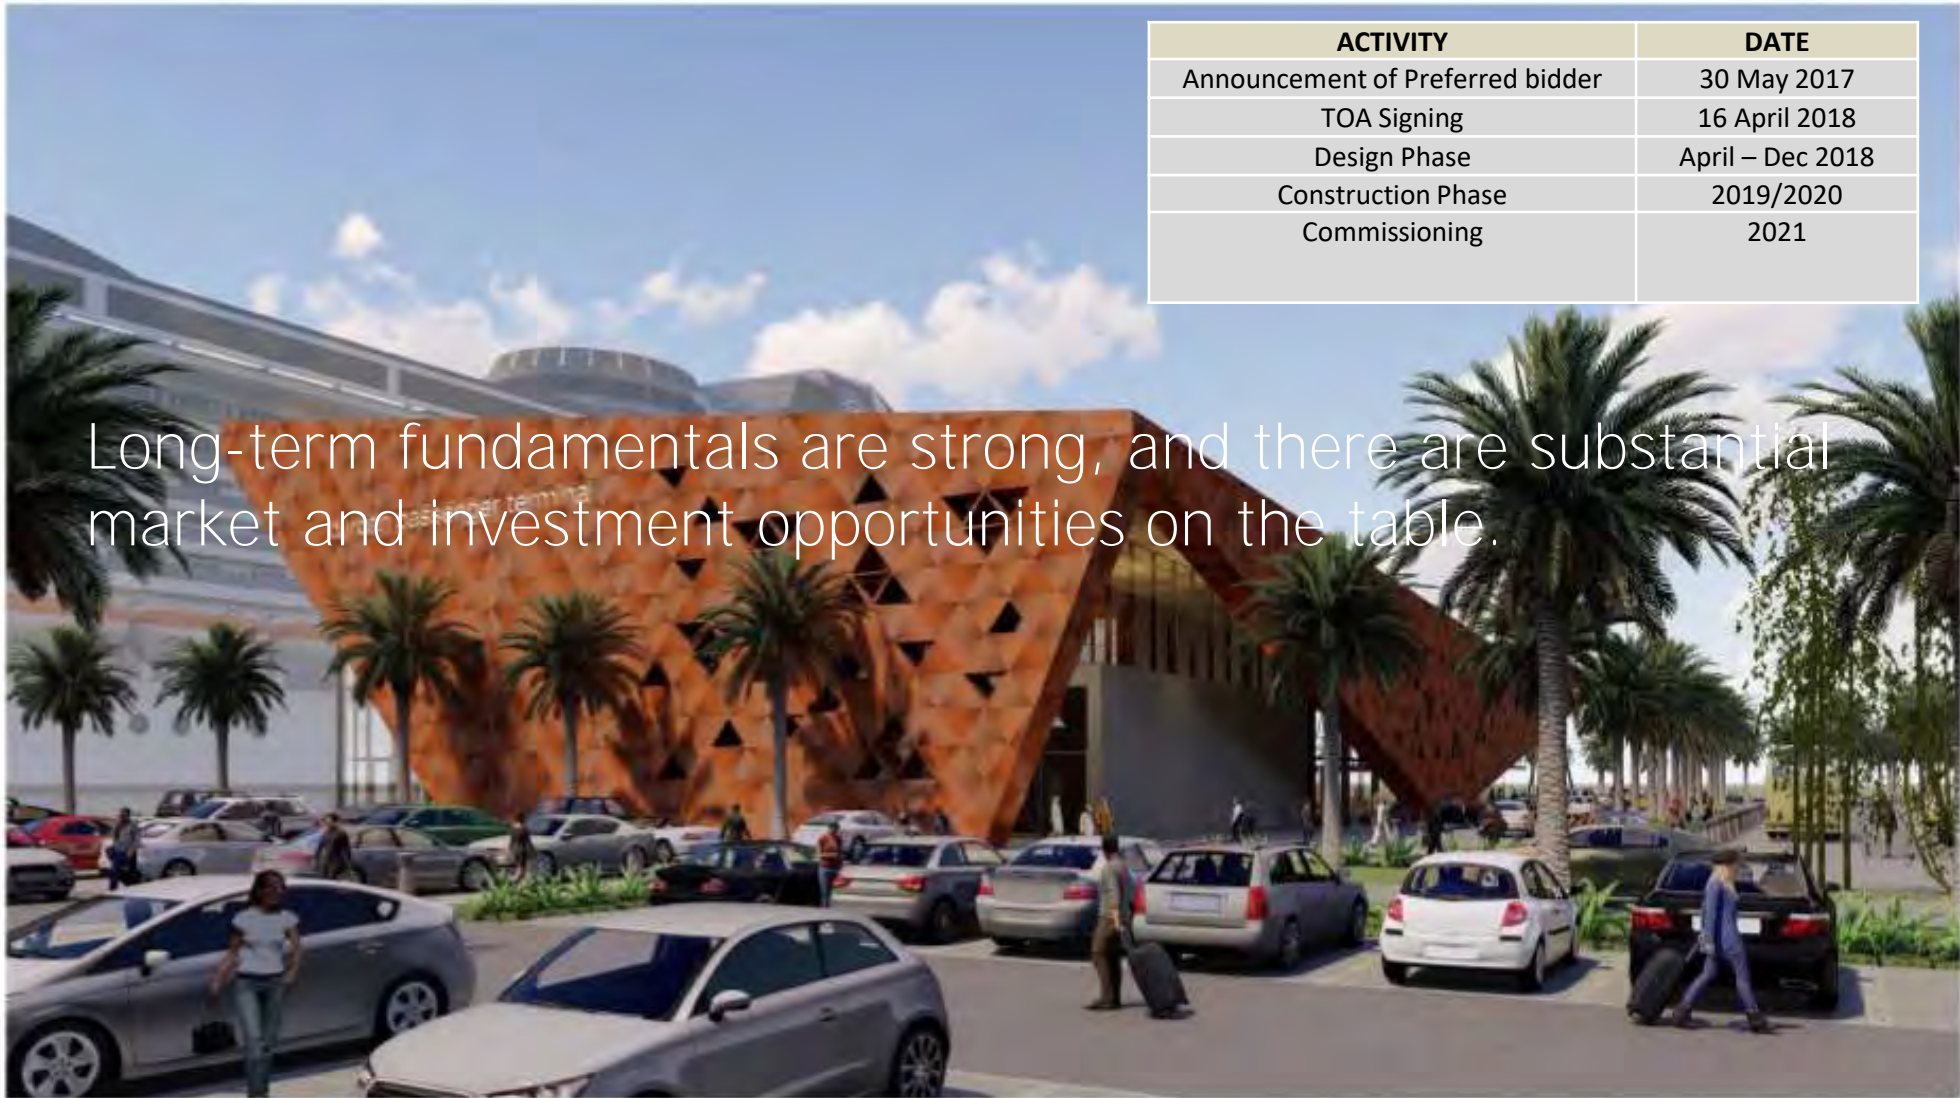 ACTIVITY DATE
Announcement of Preferred bidder 30 May 2017
TOA Signing 16 April 2018
Design Phase April – Dec 2018
Construction Phase 2019/2020
Commissioning 2021
Long-term fundamentals are strong, and there are substantial
market and investment opportunities on the table.
terminal